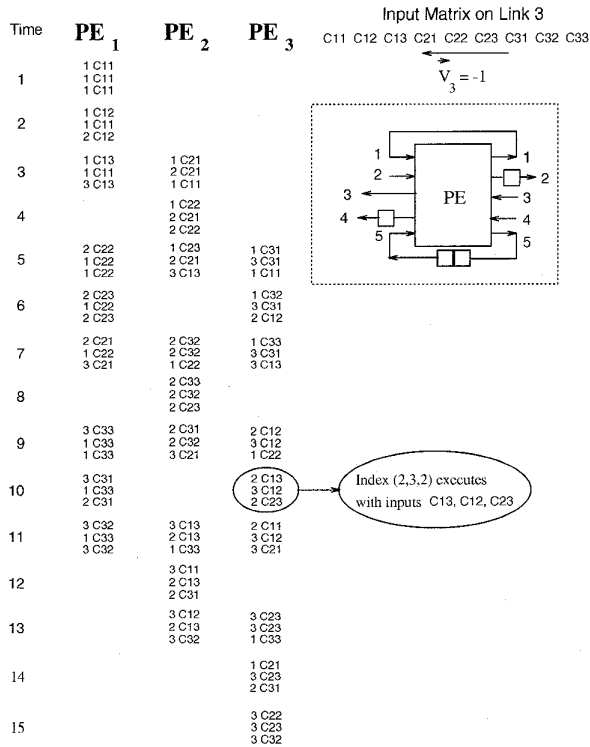 Time PE 1 PE 2 PE 3
Input Matrix on Link 3
C11 C12 C13 C21 C22 C23 C31 C32 C33
V3 = -1
1
1 C11
1 C11
1 C11
2
1 C12
1 C11
2 C12
3
1 C13 1 C21
1 C11 2 C21
3 C13 1 C11
4
1 C22
2 C21
2 C22
5
2 C22 1 C23 1 C31
1 C22 2 C21 3 C31
1 C22 3 C13 1 C11
6
2 C23 1 C32
1 C22 3 C31
2 C23 2 C12
7
2 C21 2 C32 1 C33
1 C22 2 C32 3 C31
3 C21 1 C22 3 C13
8
2 C33
2 C32
2 C23
9
3 C33 2 C31 2 C12
1 C33 2 C32 3 C12
1 C33 3 C21 1 C22
10
3 C31 2 C13
1 C33 3 C12
2 C31 2 C23
11
3 C32 3 C13 2 C11
1 C33 2 C13 3 C12
3 C32 1 C33 3 C21
12
3 C11
2 C13
2 C31
13
3 C12 3 C23
2 C13 3 C23
3 C32 1 C33
14
1 C21
3 C23
2 C31
15
3 C22
3 C23
3 C32
1 1
2 2
3 PE 3
4 4
5 5
Index (2,3,2) executes
with inputs C13, C12, C23